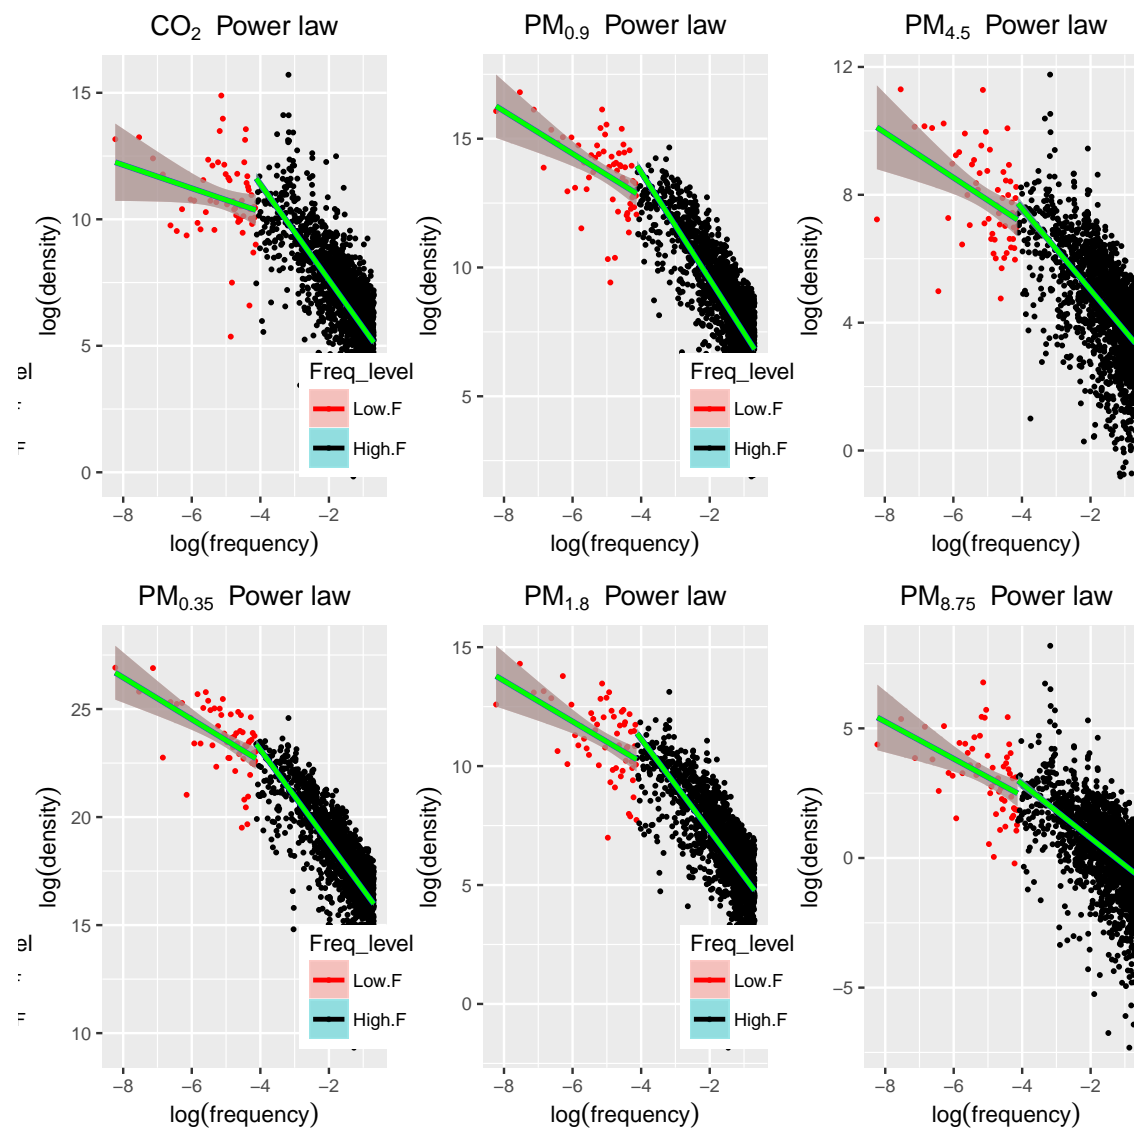 CO₂ Power law
15
10
5
0
log(density)
−8 −6 −4 −2
log(frequency)
el
F
F
Freq_level
Low.F
High.F
PM₀.₉ Power law
15
10
5
log(density)
−8 −6 −4 −2
log(frequency)
Freq_level
Low.F
High.F
PM₄.₅ Power law
12
8
4
0
log(density)
−8 −6 −4 −2
log(frequency)
PM₀.₃₅ Power law
25
20
15
10
log(density)
−8 −6 −4 −2
log(frequency)
el
F
F
Freq_level
Low.F
High.F
PM₁.₈ Power law
15
10
5
0
log(density)
−8 −6 −4 −2
log(frequency)
Freq_level
Low.F
High.F
PM₈.₇₅ Power law
5
0
−5
log(density)
−8 −6 −4 −2
log(frequency)